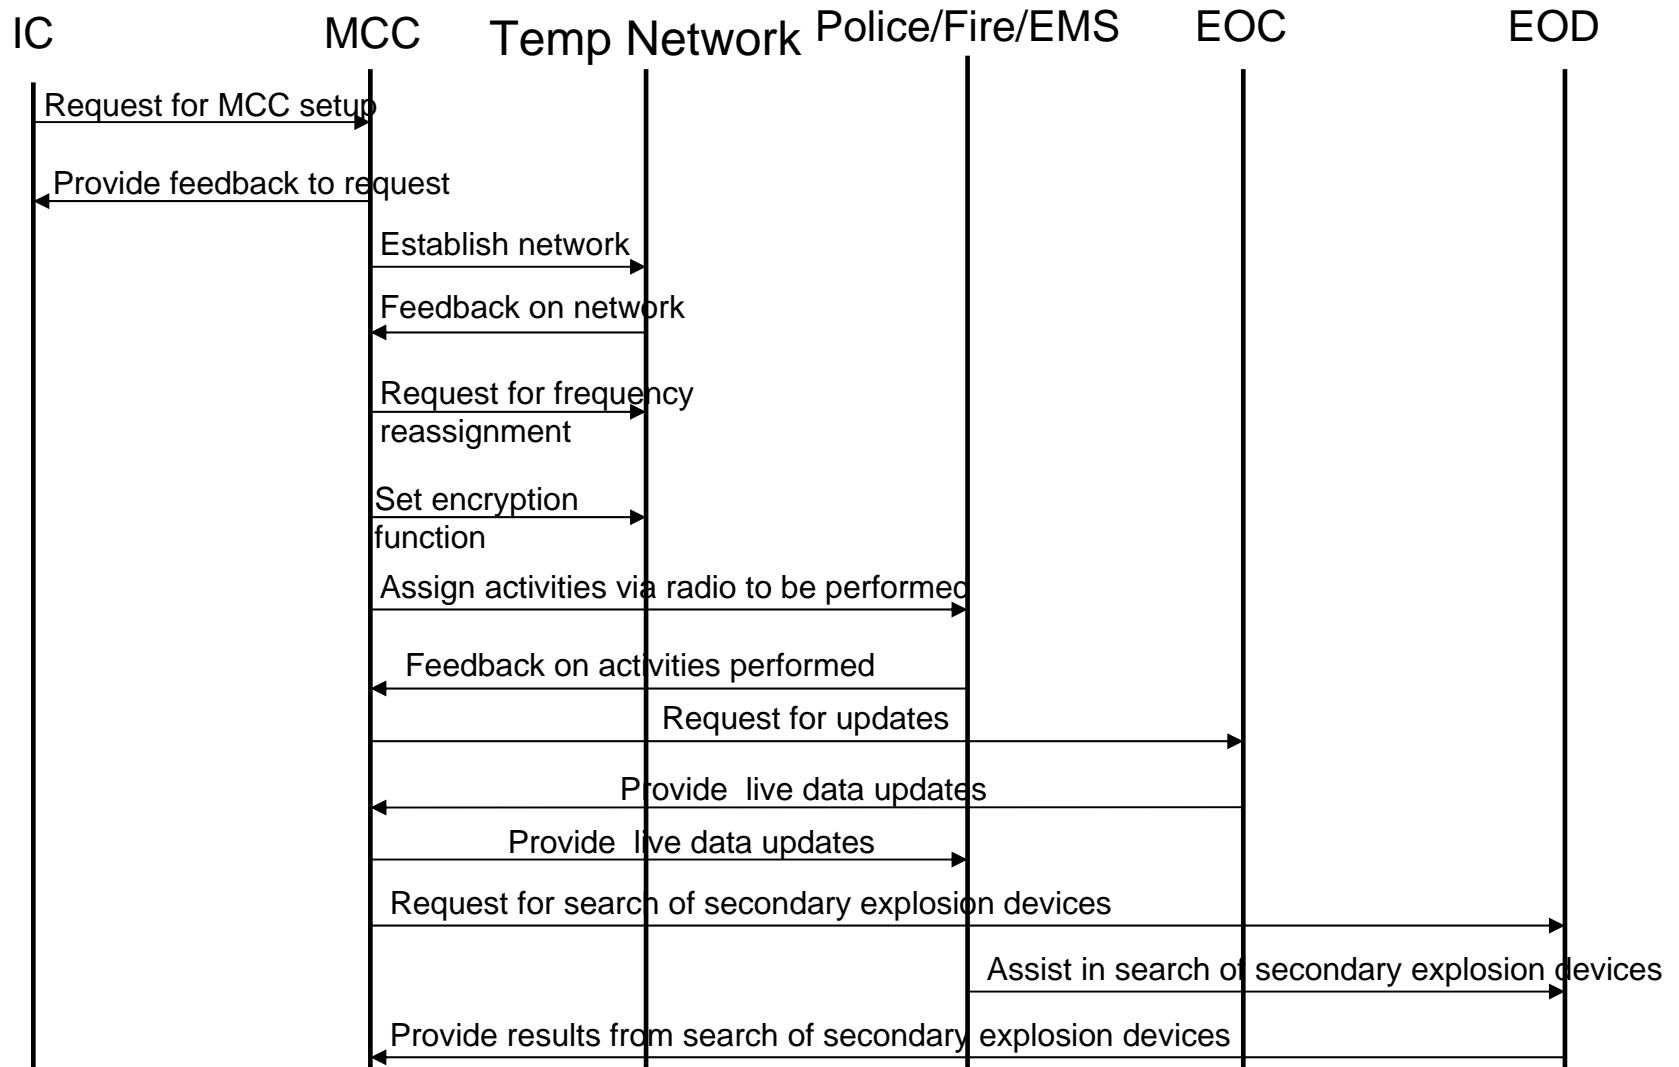 IC
MCC
Temp Network
Police/Fire/EMS
EOC
EOD
Request for MCC setup
Provide feedback to request
Establish network
Feedback on network
Request for frequency
reassignment
Set encryption
function
Assign activities via radio to be performed
Feedback on activities performed
Request for updates
Provide  live data updates
Provide  live data updates
Request for search of secondary explosion devices
Assist in search of secondary explosion devices
Provide results from search of secondary explosion devices